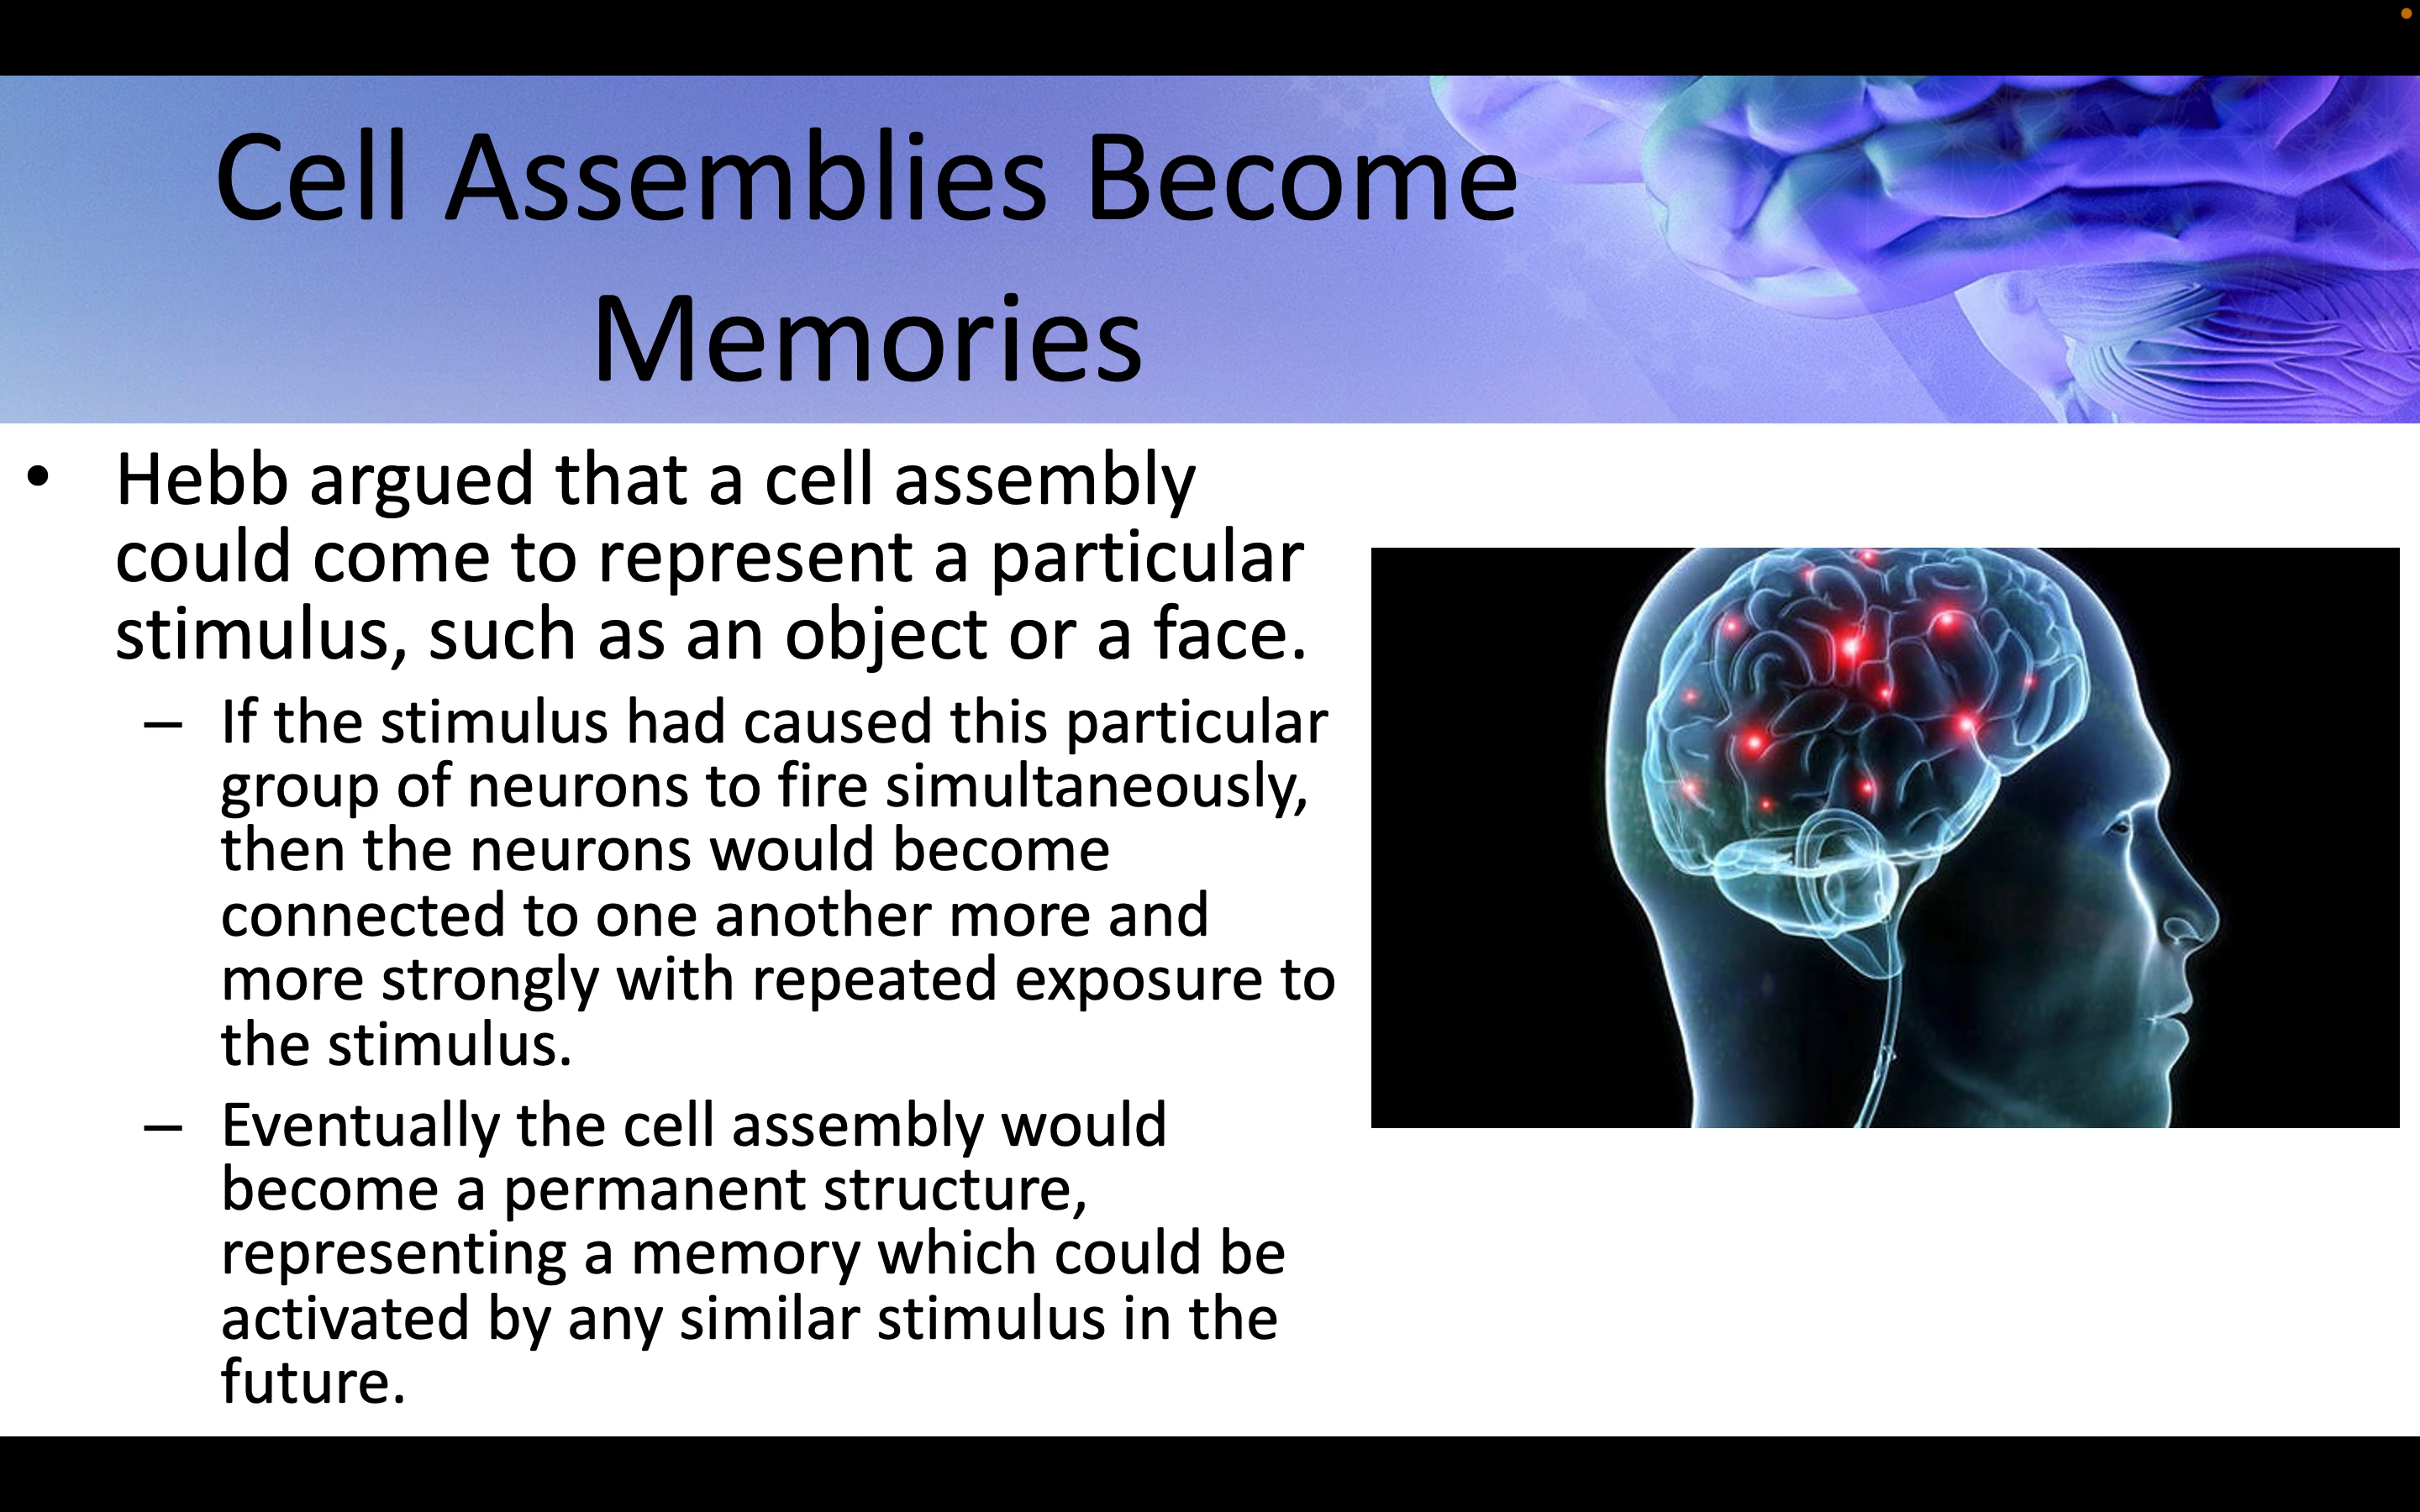 Cell Assemblies Become
Memories
• Hebb argued that a cell assembly
could come to represent a particular
stimulus, such as an object or a face.
– If the stimulus had caused this particular
group of neurons to fire simultaneously,
then the neurons would become
connected to one another more and
more strongly with repeated exposure to
the stimulus.
– Eventually the cell assembly would
become a permanent structure,
representing a memory which could be
activated by any similar stimulus in the
future.